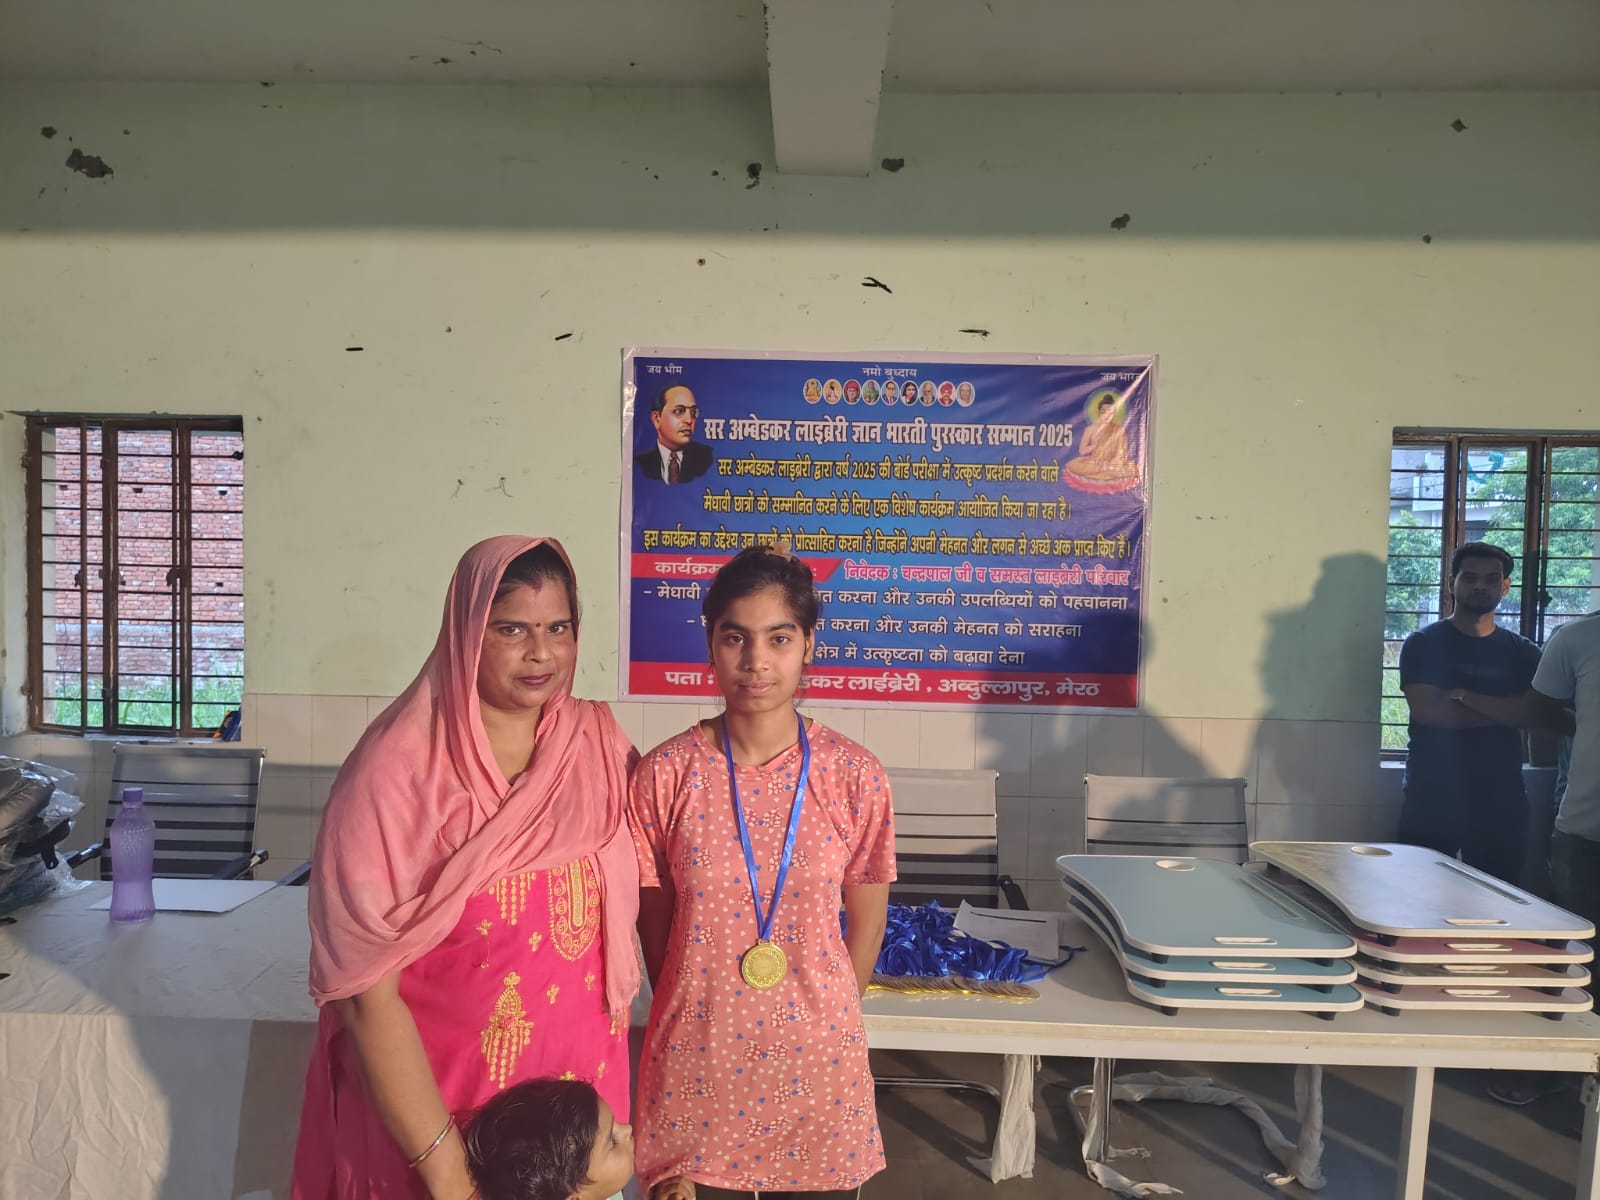 जय भीम
नमो बुध्दाय
जय भारत
सर अम्बेडकर लाइब्रेरी ज्ञान भारती पुरस्कार सम्मान 2025
सर अम्बेडकर लाइब्रेरी द्वारा वर्ष 2025 की बोर्ड परीक्षा में उत्कृष्ट प्रदर्शन करने वाले
मेधावी छात्रों को सम्मानित करने के लिए एक विशेष कार्यक्रम आयोजित किया जा रहा है।
इस कार्यक्रम का उद्देश्य उन छात्रों को प्रोत्साहित करना है जिन्होंने अपनी मेहनत और लगन से अच्छे अंक प्राप्त किए हैं।
कार्यक्रम : निवेदक : चन्द्रपाल जी व समस्त लाइब्रेरी परिवार
- मेधावी करना और उनकी उपलब्धियों को पहचानना
- करना और उनकी मेहनत को सराहना
क्षेत्र में उत्कृष्टता को बढ़ावा देना
पता : लाईब्रेरी , अब्दुल्लापुर, मेरठ